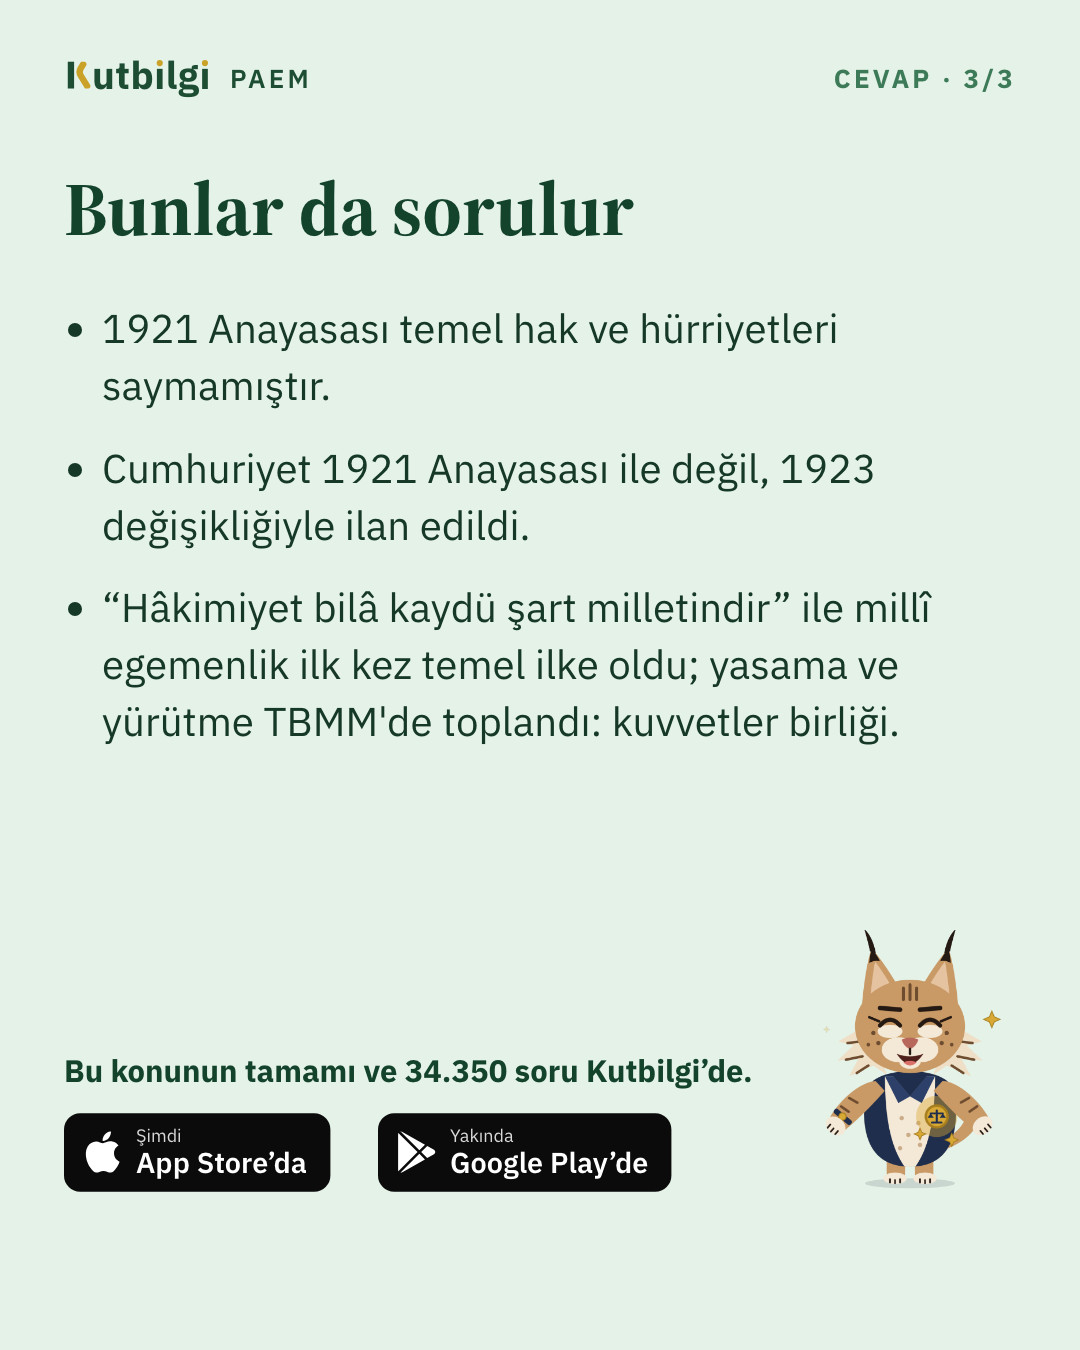 Kutbilgi PAEM
CEVAP · 3/3
Bunlar da sorulur
• 1921 Anayasası temel hak ve hürriyetleri
saymamıştır.
• Cumhuriyet 1921 Anayasası ile değil, 1923
değişikliğiyle ilan edildi.
• “Hâkimiyet bilâ kaydü şart milletindir” ile millî
egemenlik ilk kez temel ilke oldu; yasama ve
yürütme TBMM'de toplandı: kuvvetler birliği.
Bu konunun tamamı ve 34.350 soru Kutbilgi’de.
Şimdi
App Store’da
Yakında
Google Play’de